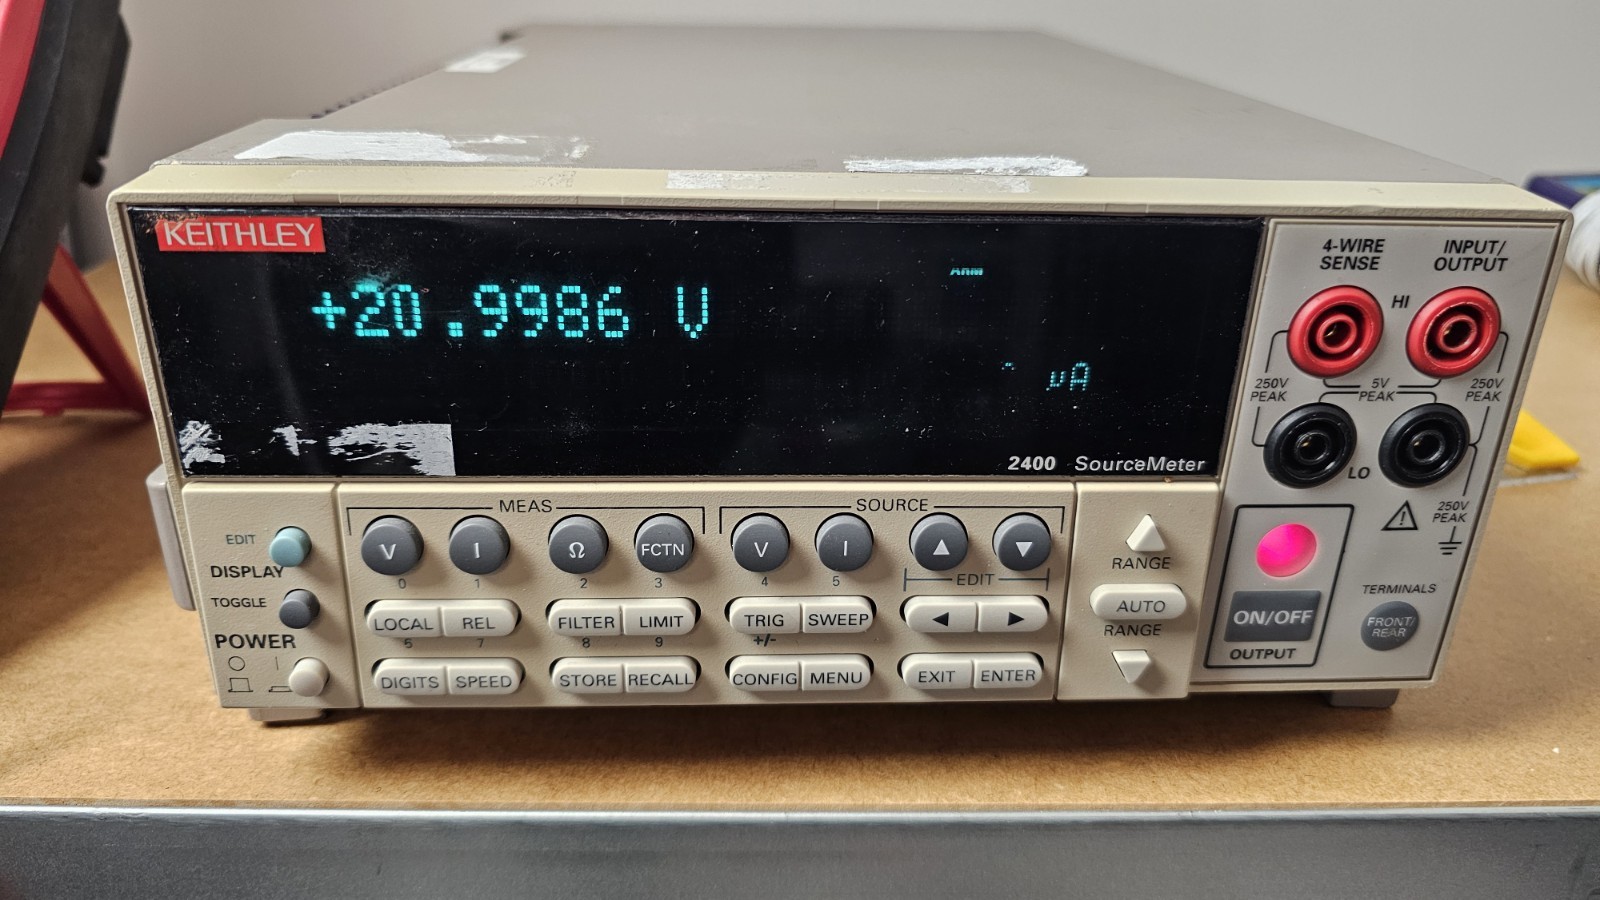 KEITHLEY
ARM
+20.9986 V
µA
2400 SourceMeter
4-WIRE SENSE
INPUT/ OUTPUT
HI
250V PEAK
5V PEAK
250V PEAK
LO
250V PEAK
MEAS
SOURCE
EDIT
V
I
Ω
FCTN
V
I
▲
▼
RANGE
DISPLAY
0
1
2
3
4
5
EDIT
TOGGLE
LOCAL
REL
FILTER
LIMIT
TRIG
SWEEP
◀
▶
AUTO
RANGE
6
7
8
9
+/-
POWER
DIGITS
SPEED
STORE
RECALL
CONFIG
MENU
EXIT
ENTER
ON/OFF
OUTPUT
TERMINALS
FRONT/ REAR